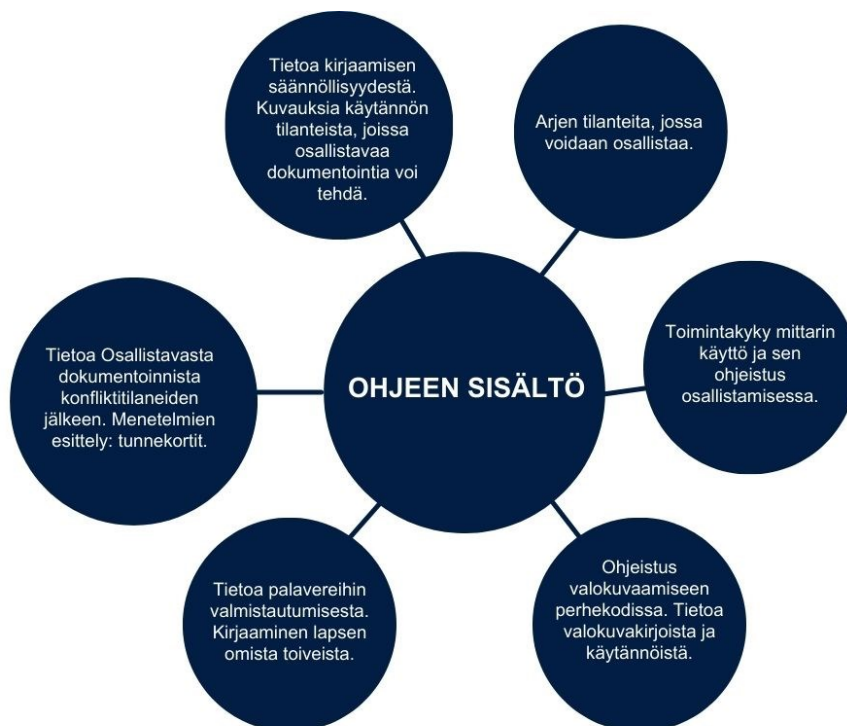 Tietoa kirjaamisen
säännöllisyydestä.
Kuvauksia käytännön
tilanteista, joissa
osallistavaa
dokumentointia voi
tehdä.
Arjen tilanteita, jossa
voidaan osallistaa.
Tietoa Osallistavasta
dokumentoinnista
konfliktitilaneiden
jälkeen. Menetelmien
esittely: tunnekortit.
OHJEEN SISÄLTÖ
Toimintakyky mittarin
käyttö ja sen
ohjeistus
osallistamisessa.
Tietoa palavereihin
valmistautumisesta.
Kirjaaminen lapsen
omista toiveista.
Ohjeistus
valokuvaamiseen
perhekodissa. Tietoa
valokuvakirjoista ja
käytännöistä.